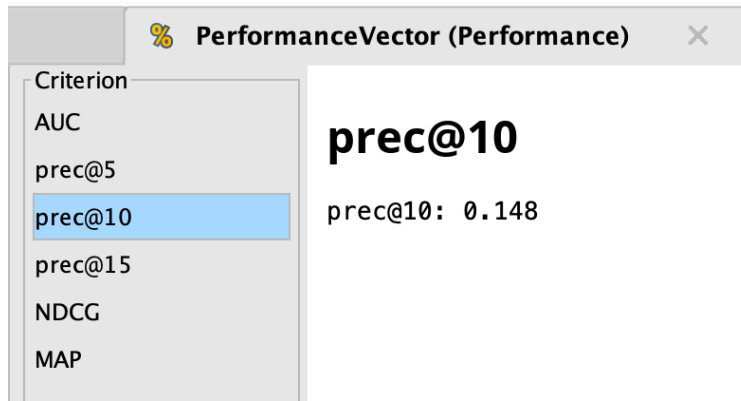 PerformanceVector (Performance)
Criterion
AUC
prec@5
prec@10
prec@15
NDCG
MAP
prec@10
prec@10: 0.148